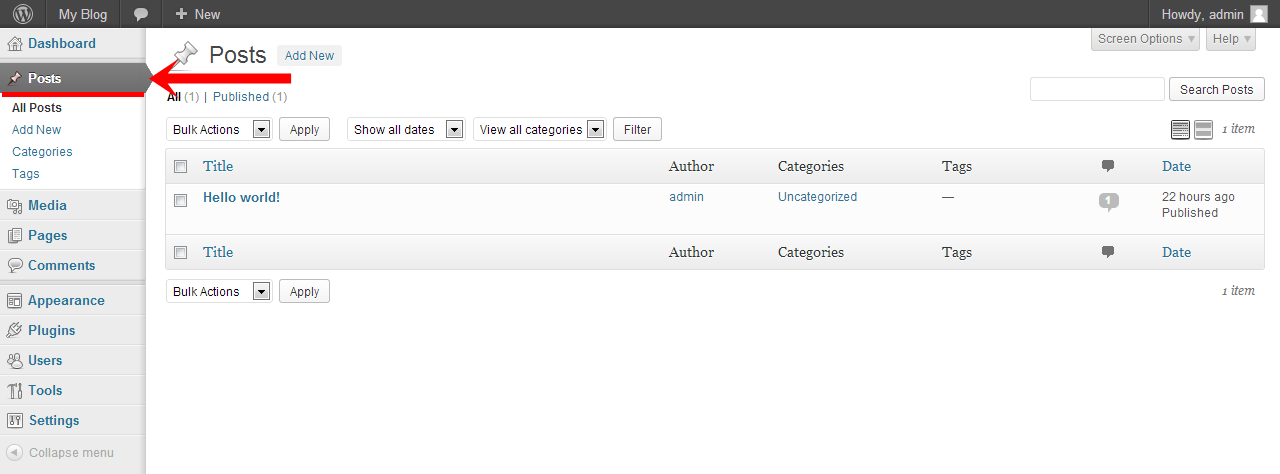 My Blog + New Howdy, admin
Dashboard
Posts
All Posts
Add New
Categories
Tags
Media
Pages
Comments
Appearance
Plugins
Users
Tools
Settings
Collapse menu
Screen Options Help
Posts Add New
All (1) | Published (1)
Search Posts
Bulk Actions Apply Show all dates View all categories Filter 1 item
Title Author Categories Tags Date
Hello world! admin Uncategorized — 1 22 hours ago
Published
Title Author Categories Tags Date
Bulk Actions Apply 1 item